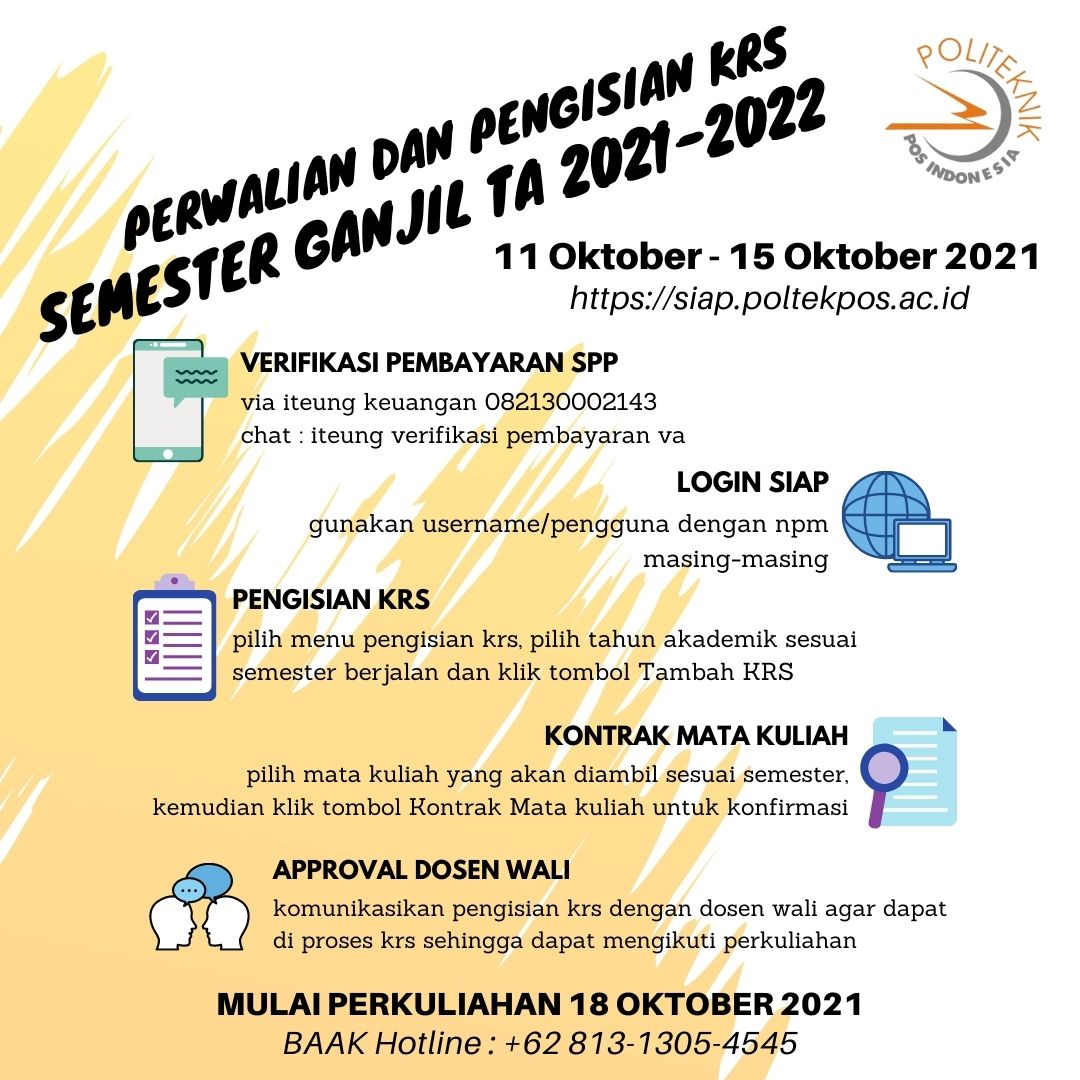 POLITEKNIK
POS INDONESIA
PERWALIAN DAN PENGISIAN KRS
SEMESTER GANJIL TA 2021-2022
11 Oktober - 15 Oktober 2021
https://siap.poltekpos.ac.id
VERIFIKASI PEMBAYARAN SPP
via iteung keuangan 082130002143
chat : iteung verifikasi pembayaran va
LOGIN SIAP
gunakan username/pengguna dengan npm
masing-masing
PENGISIAN KRS
pilih menu pengisian krs, pilih tahun akademik sesuai
semester berjalan dan klik tombol Tambah KRS
KONTRAK MATA KULIAH
pilih mata kuliah yang akan diambil sesuai semester,
kemudian klik tombol Kontrak Mata kuliah untuk konfirmasi
APPROVAL DOSEN WALI
komunikasikan pengisian krs dengan dosen wali agar dapat
di proses krs sehingga dapat mengikuti perkuliahan
MULAI PERKULIAHAN 18 OKTOBER 2021
BAAK Hotline : +62 813-1305-4545